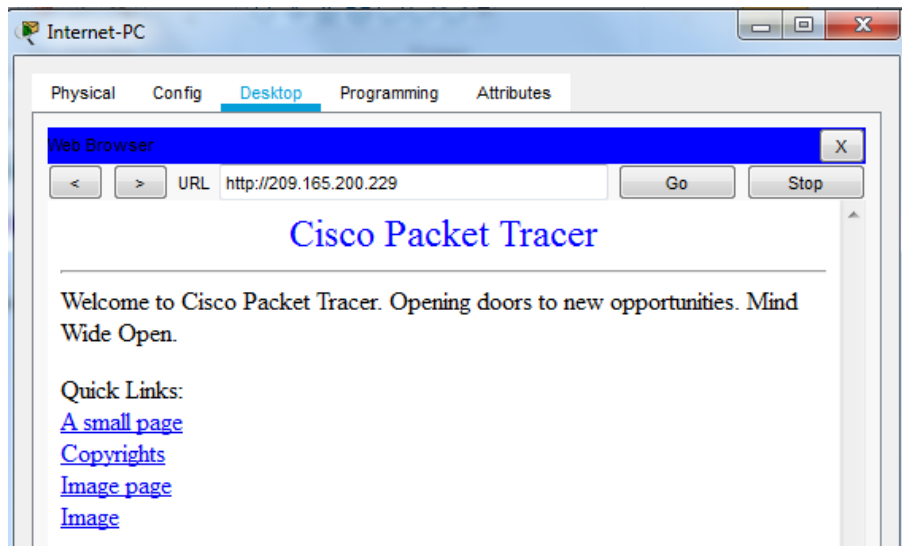 Internet-PC
X
Physical Config Desktop Programming Attributes
Web Browser X
< > URL http://209.165.200.229 Go Stop
Cisco Packet Tracer
Welcome to Cisco Packet Tracer. Opening doors to new opportunities. Mind
Wide Open.
Quick Links:
A small page
Copyrights
Image page
Image